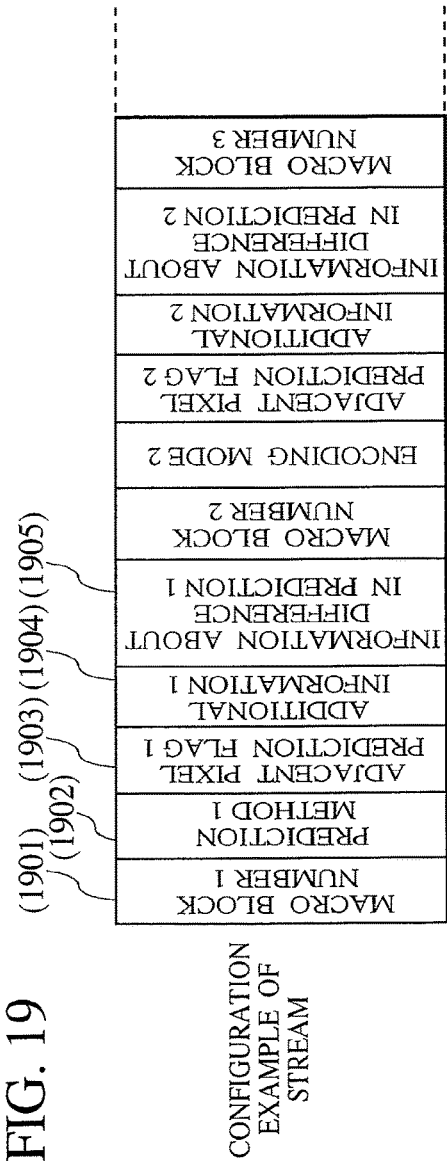 FIG. 19
(1901)
(1902)
(1903)
(1904)
(1905)
CONFIGURATION
EXAMPLE OF
STREAM
MACRO BLOCK
NUMBER 1
PREDICTION
METHOD 1
ADJACENT PIXEL
PREDICTION FLAG 1
ADDITIONAL
INFORMATION 1
INFORMATION ABOUT
DIFFERENCE
IN PREDICTION 1
MACRO BLOCK
NUMBER 2
ENCODING MODE 2
ADJACENT PIXEL
PREDICTION FLAG 2
ADDITIONAL
INFORMATION 2
INFORMATION ABOUT
DIFFERENCE
IN PREDICTION 2
MACRO BLOCK
NUMBER 3